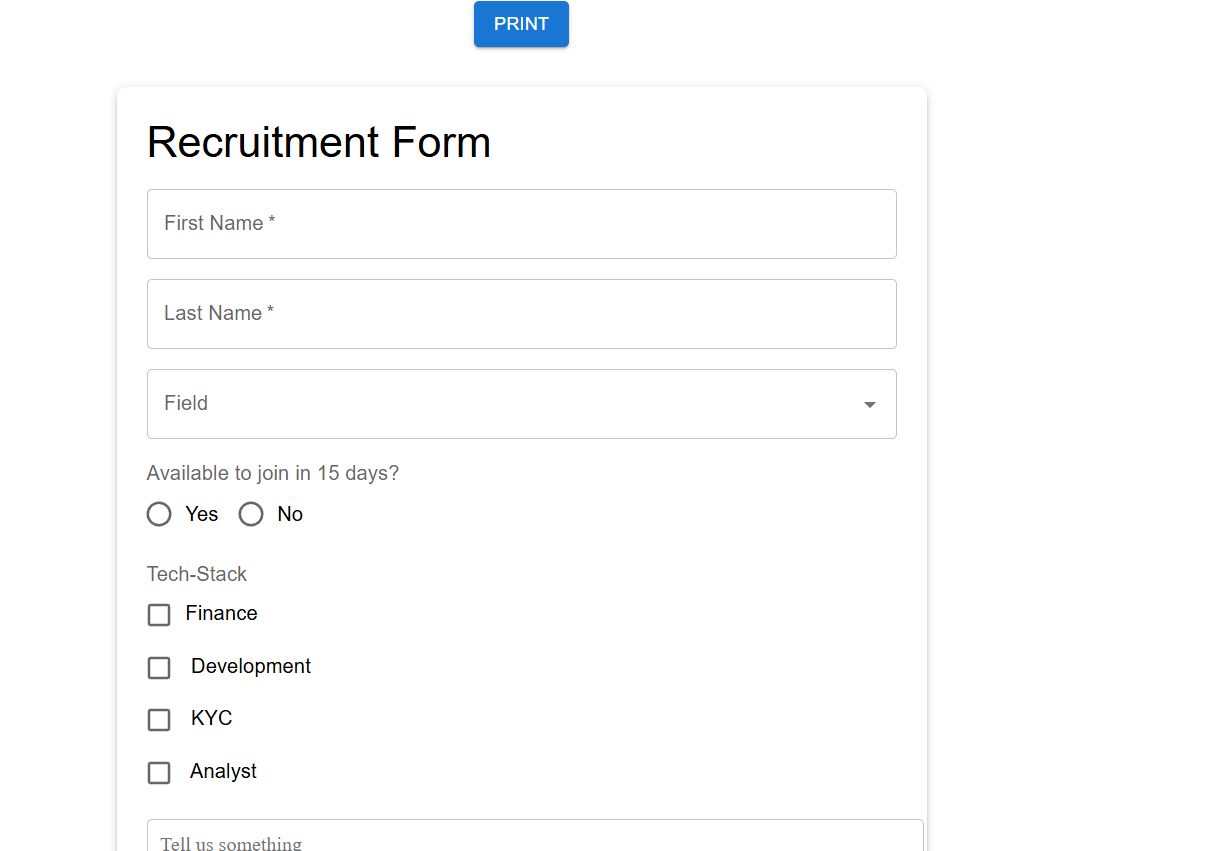 PRINT
Recruitment Form
First Name *
Last Name *
Field
Available to join in 15 days?
Yes No
Tech-Stack
Finance
Development
KYC
Analyst
Tell us something